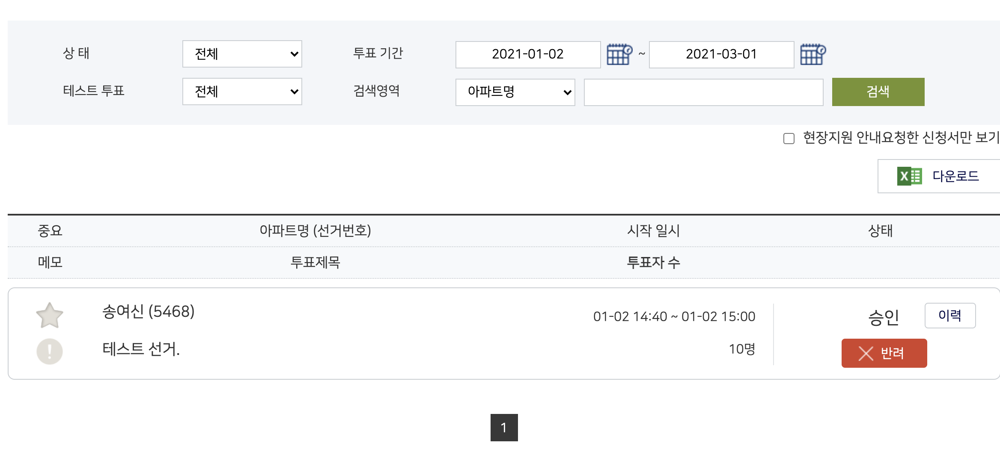 상 태 전체 투표 기간 2021-01-02 ~ 2021-03-01
테스트 투표 전체 검색영역 아파트명 검색
현장지원 안내요청한 신청서만 보기
다운로드
중요 아파트명 (선거번호) 시작 일시 상태
메모 투표제목 투표자 수
송여신 (5468) 01-02 14:40 ~ 01-02 15:00 승인 이력
테스트 선거. 10명 반려
1